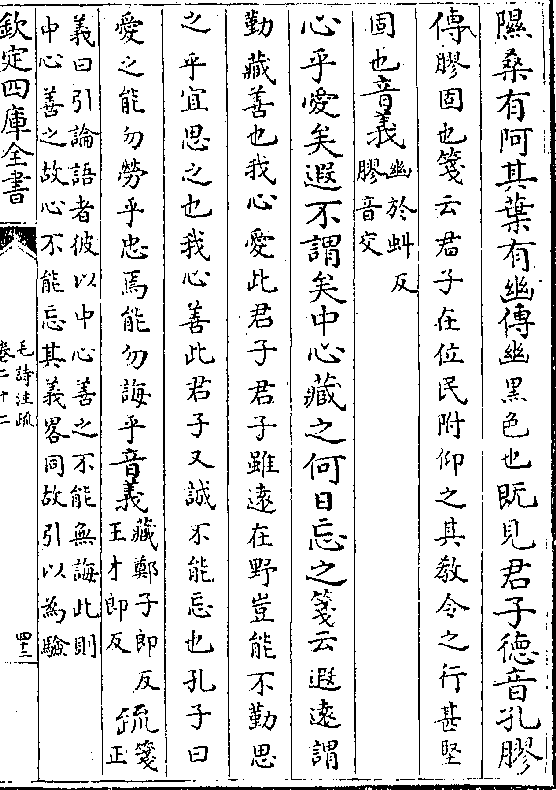 隰桑有阿其葉有幽傳幽黑色也既見君子德音孔膠
傳膠固也箋云君子在位民附仰之其教令之行甚堅
固也音義幽於虯反
膠音交
心乎愛矣遐不謂矣中心藏之何日忘之箋云遐遠謂
勤藏善也我心愛此君子君子雖遠在野豈能不勤思
之乎宜思之也我心善此君子又誠不能忘也孔子曰
愛之能勿勞乎忠焉能勿誨乎音義藏鄭子郎反
王才郎反疏箋
正
義曰引論語者彼以中心善之不能無誨此則
中心善之故心不能忘其義畧同故引以為驗
欽定四庫全書
毛詩注疏
卷二十二
四三